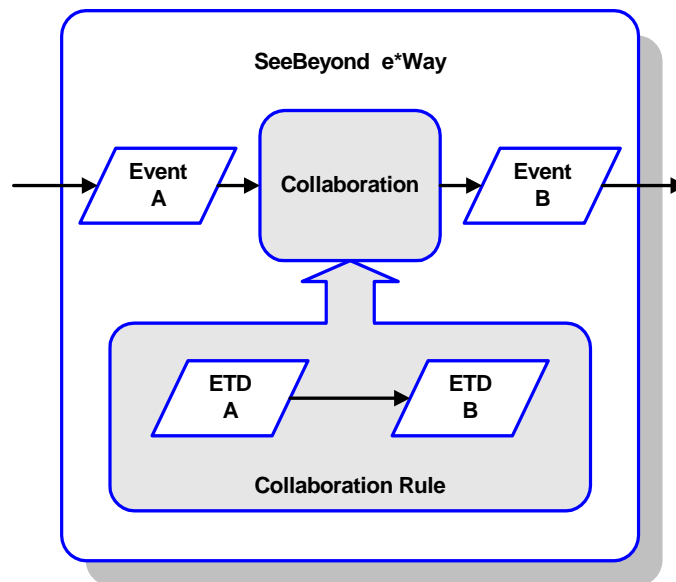 SeeBeyond e*Way
Event
A
Collaboration
Event
B
ETD
A
ETD
B
Collaboration Rule